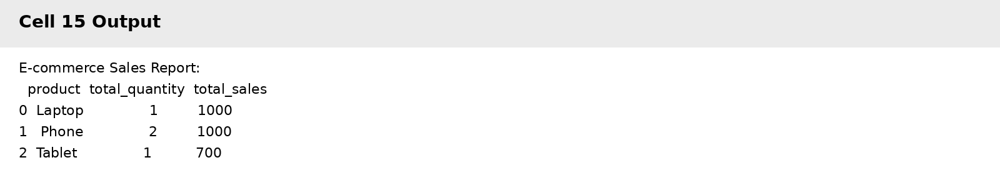 Cell 15 Output
E-commerce Sales Report:
product total_quantity total_sales
0 Laptop 1 1000
1 Phone 2 1000
2 Tablet 1 700